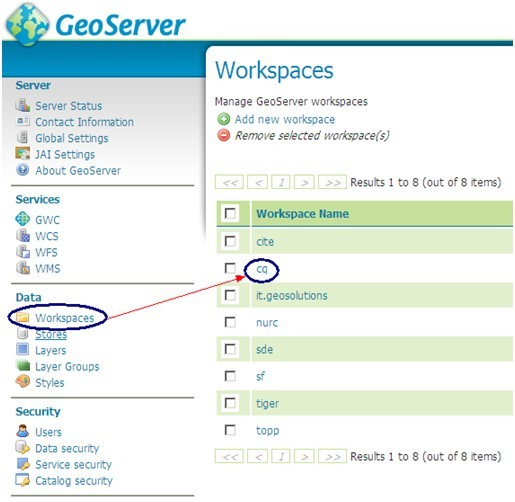 GeoServer
Server
Server Status
Contact Information
Global Settings
JAI Settings
About GeoServer
Services
GWC
WCS
WFS
WMS
Data
Workspaces
Stores
Layers
Layer Groups
Styles
Security
Users
Data security
Service security
Catalog security
Workspaces
Manage GeoServer workspaces
Add new workspace
Remove selected workspace(s)
<< < 1 > >> Results 1 to 8 (out of 8 items)
Workspace Name
cite
cq
it.geosolutions
nurc
sde
sf
tiger
topp
<< < 1 > >> Results 1 to 8 (out of 8 items)